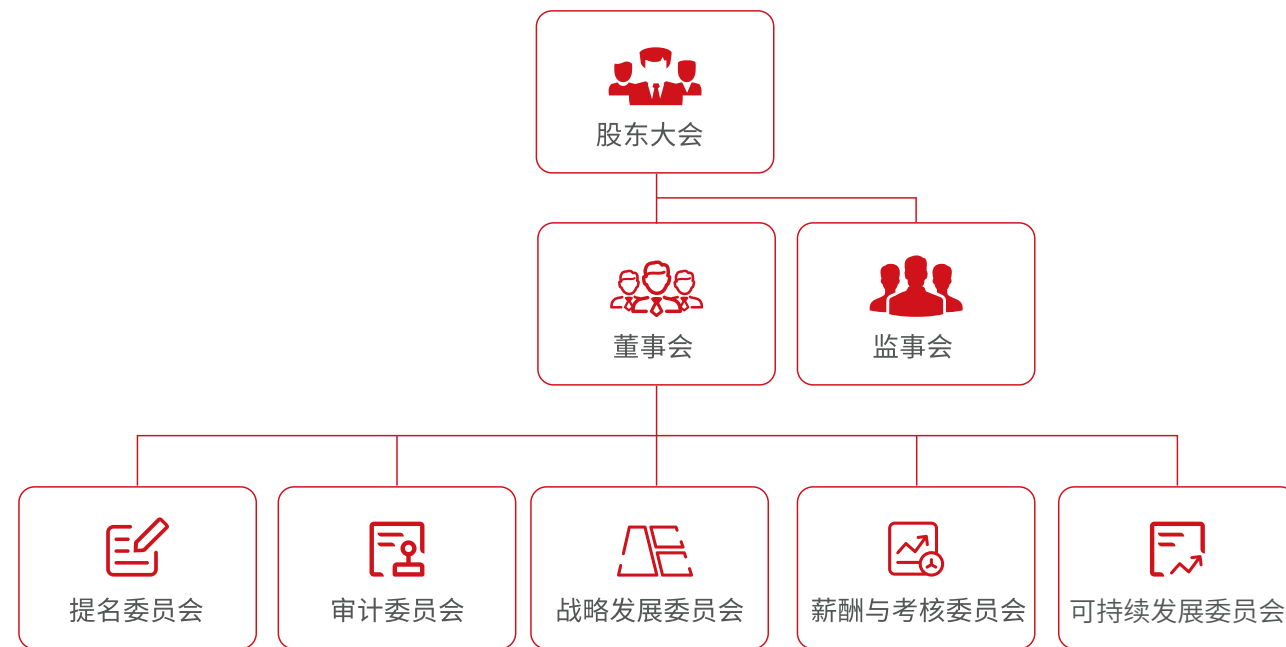 股东大会
董事会
监事会
提名委员会
审计委员会
战略发展委员会
薪酬与考核委员会
可持续发展委员会